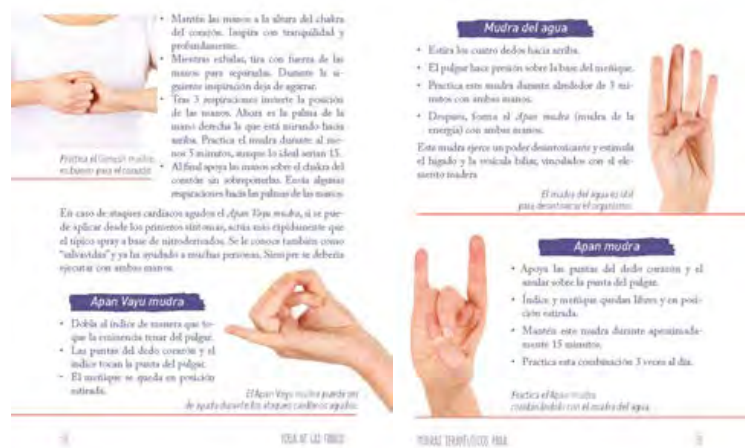 • Mantén las manos a la altura del chakra
del corazón. Inspira con tranquilidad y
profundamente.
• Mientras exhalas, tira con fuerza de las
manos para separarlas. Durante la si-
guiente inspiración deja de agarrar.
• Tras 3 respiraciones invierte la posición
de las manos. Ahora es la palma de la
mano derecha la que está mirando hacia
arriba. Practica el mudra durante al me-
nos 5 minutos, aunque lo ideal serían 15.
• Al final apoya las manos sobre el chakra del
corazón sin sobreponerlas. Envía algunas
respiraciones hacia las palmas de las manos.
Practica el Ganesh mudra,
es bueno para el corazón.
En caso de ataques cardíacos agudos el Apan Vayu mudra, si se pue-
de aplicar desde los primeros síntomas, actúa más rápidamente que
el típico spray a base de nitroderivados. Se le conoce también como
"salvavidas" y ya ha ayudado a muchas personas. Siempre se debería
ejecutar con ambas manos.
Apan Vayu mudra
• Dobla el índice de manera que to-
que la eminencia tenar del pulgar.
• Las puntas del dedo corazón y el
índice tocan la punta del pulgar.
• El meñique se queda en posición
estirada.
El Apan Vayu mudra puede ser
de ayuda durante los ataques cardíacos agudos.
YOGA DE LAS MANOS
Mudra del agua
• Estira los cuatro dedos hacia arriba.
• El pulgar hace presión sobre la base del meñique.
• Practica este mudra durante alrededor de 3 mi-
nutos con ambas manos.
• Después, forma el Apan mudra (mudra de la
energía) con ambas manos.
Este mudra ejerce un poder desintoxicante y estimula
el hígado y la vesícula biliar, vinculados con el ele-
mento madera.
El mudra del agua es útil
para desintoxicar el organismo.
Apan mudra
• Apoya las puntas del dedo corazón y el
anular sobre la punta del pulgar.
• Índice y meñique quedan libres y en posi-
ción estirada.
• Mantén este mudra durante aproximada-
mente 15 minutos.
• Practica esta combinación 3 veces al día.
Practica el Apan mudra
combinándolo con el mudra del agua.
MUDRAS TERAPÉUTICOS PARA